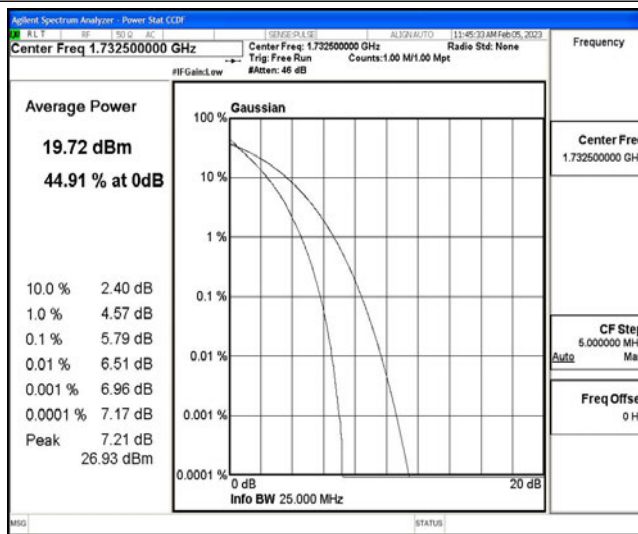 Agilent Spectrum Analyzer - Power Stat CCDF
RLT RF 50 Ω AC SENSE:PULSE ALIGN AUTO 11:45:33 AM Feb 05, 2023
Center Freq 1.732500000 GHz
Center Freq: 1.732500000 GHz Radio Std: None
Trig: Free Run Counts:1.00 M/1.00 Mpt
#IFGain:Low #Atten: 46 dB
Frequency
Average Power
19.72 dBm
44.91 % at 0dB
10.0 % 2.40 dB
1.0 % 4.57 dB
0.1 % 5.79 dB
0.01 % 6.51 dB
0.001 % 6.96 dB
0.0001 % 7.17 dB
Peak 7.21 dB
26.93 dBm
Gaussian
100 %
10 %
1 %
0.1 %
0.01 %
0.001 %
0.0001 %
0 dB 20 dB
Info BW 25.000 MHz
Center Fre
1.732500000 GH
CF Step
5.000000 MH
Auto Ma
Freq Offse
0 H
MSG STATUS